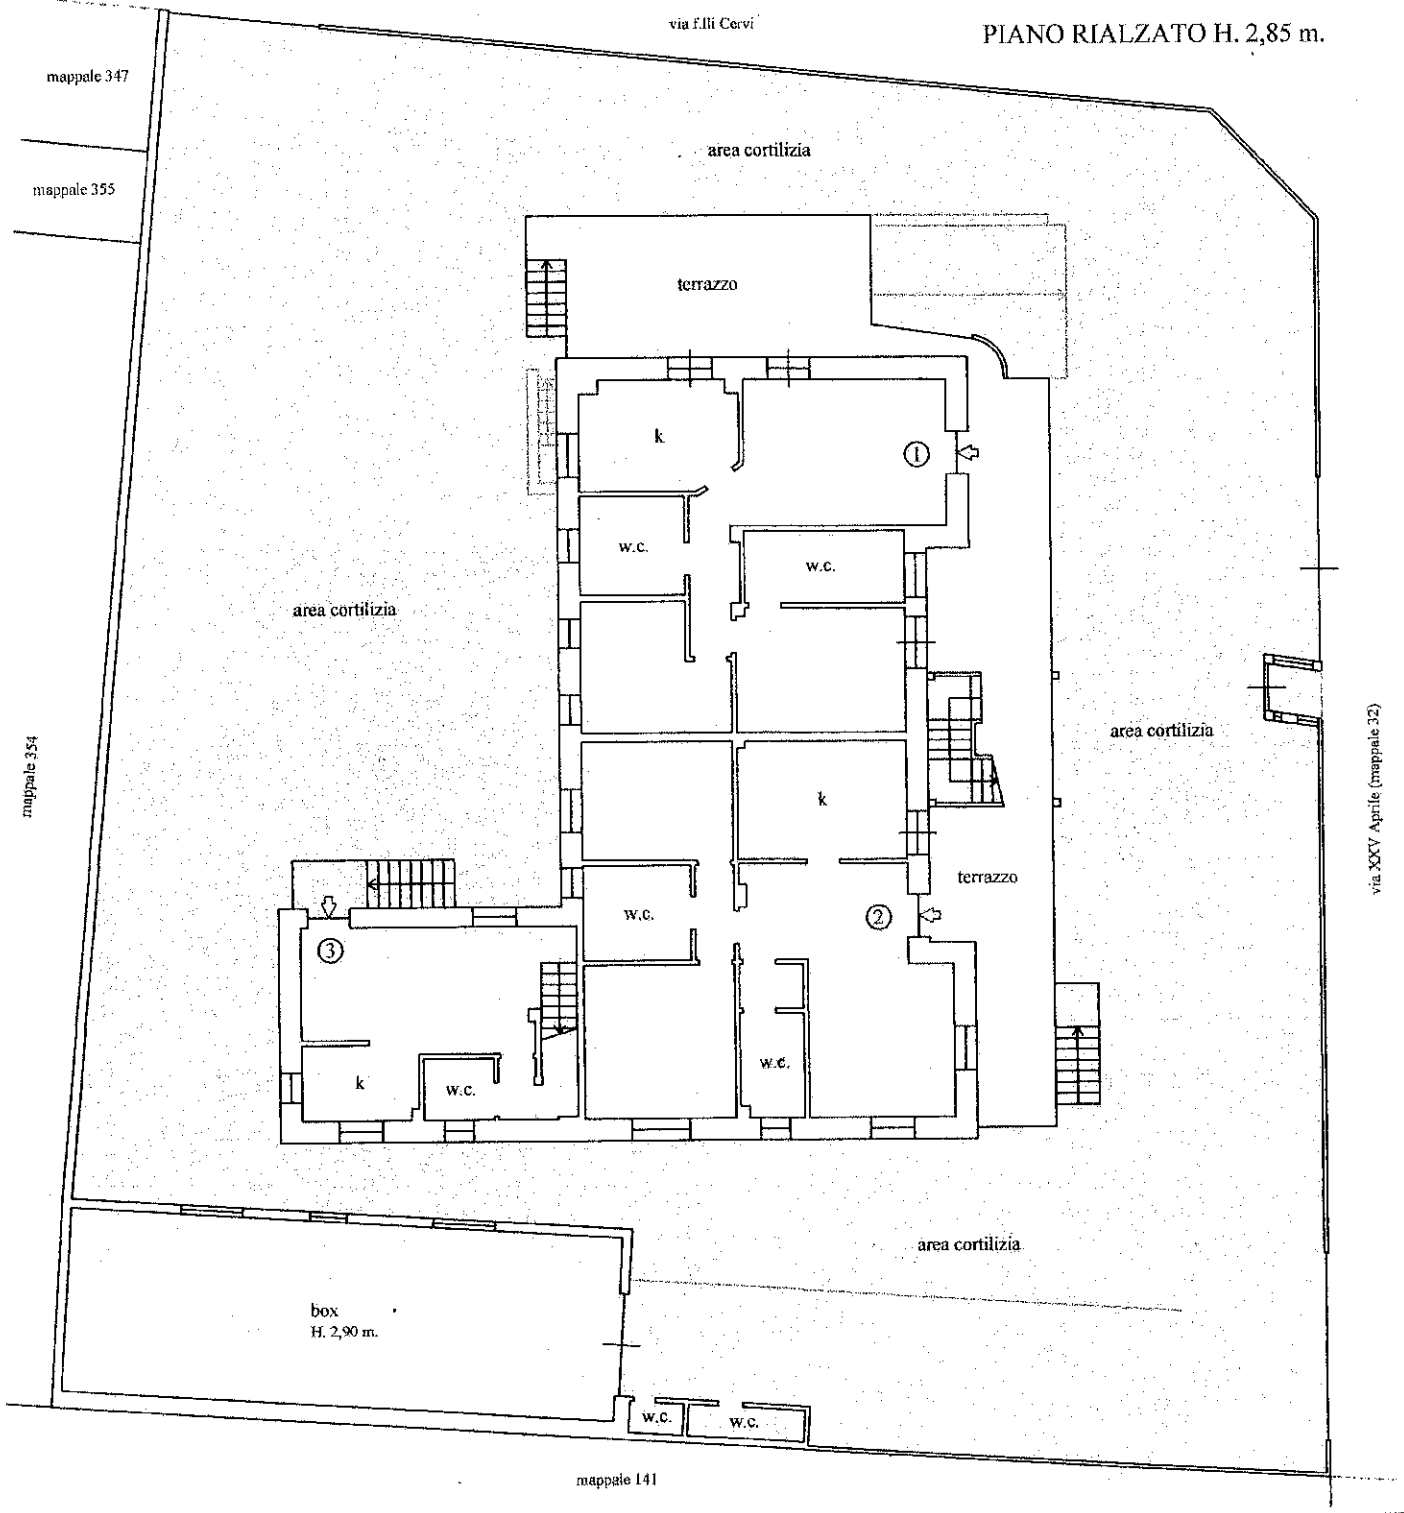 via f.lli Cervi
PIANO RIALZATO H. 2,85 m.
mappale 347
area cortilizia
mappale 355
terrazzo
k
1
w.c.
w.c.
area cortilizia
area cortilizia
via XXV Aprile (mappale 32)
mappale 354
k
terrazzo
w.c.
2
3
k
w.c.
w.c.
area cortilizia
box
H. 2,90 m.
w.c.
w.c.
mappale 141